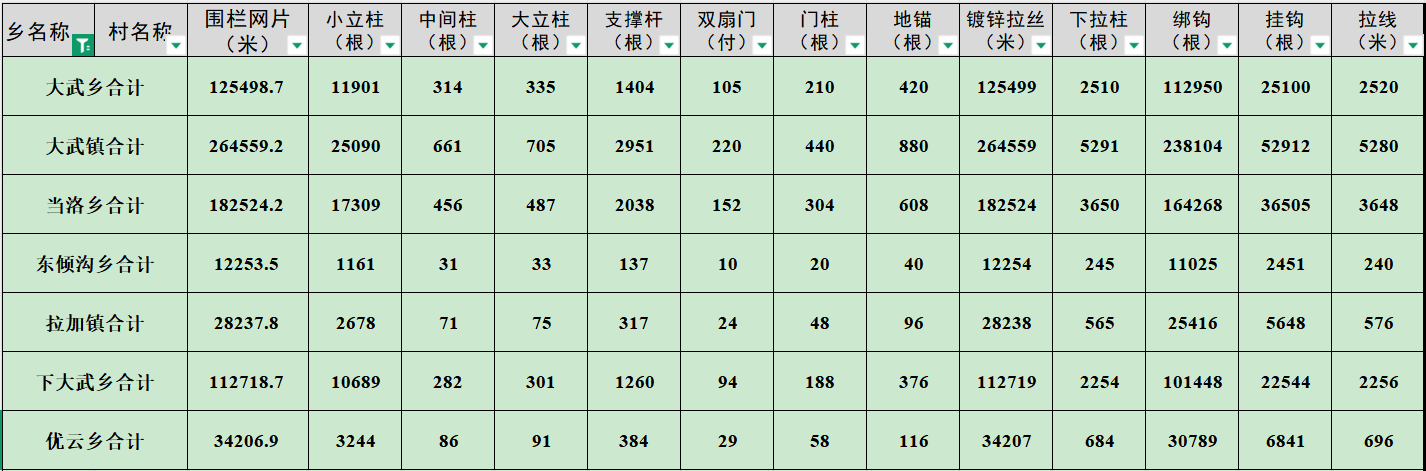 乡名称 村名称 围栏网片（米） 小立柱（根） 中间柱（根） 大立柱（根） 支撑杆（根） 双扇门（付） 门柱（根） 地锚（根） 镀锌拉丝（米） 下拉柱（根） 绑钩（根） 挂钩（根） 拉线（米）
大武乡合计 125498.7 11901 314 335 1404 105 210 420 125499 2510 112950 25100 2520
大武镇合计 264559.2 25090 661 705 2951 220 440 880 264559 5291 238104 52912 5280
当洛乡合计 182524.2 17309 456 487 2038 152 304 608 182524 3650 164268 36505 3648
东倾沟乡合计 12253.5 1161 31 33 137 10 20 40 12254 245 11025 2451 240
拉加镇合计 28237.8 2678 71 75 317 24 48 96 28238 565 25416 5648 576
下大武乡合计 112718.7 10689 282 301 1260 94 188 376 112719 2254 101448 22544 2256
优云乡合计 34206.9 3244 86 91 384 29 58 116 34207 684 30789 6841 696